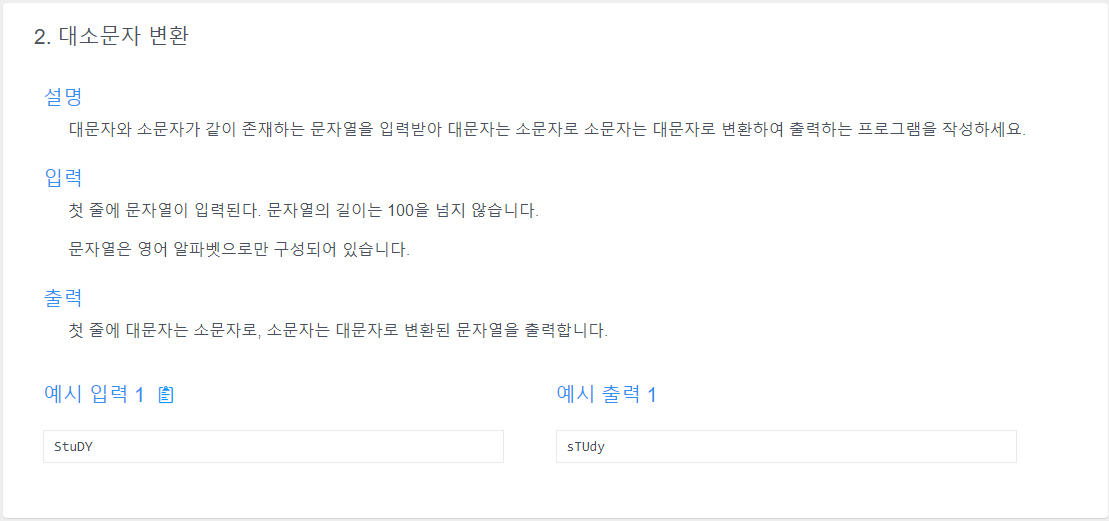 2. 대소문자 변환
설명
대문자와 소문자가 같이 존재하는 문자열을 입력받아 대문자는 소문자로 소문자는 대문자로 변환하여 출력하는 프로그램을 작성하세요.
입력
첫 줄에 문자열이 입력된다. 문자열의 길이는 100을 넘지 않습니다.
문자열은 영어 알파벳으로만 구성되어 있습니다.
출력
첫 줄에 대문자는 소문자로, 소문자는 대문자로 변환된 문자열을 출력합니다.
예시 입력 1
예시 출력 1
StuDY
sTUdy